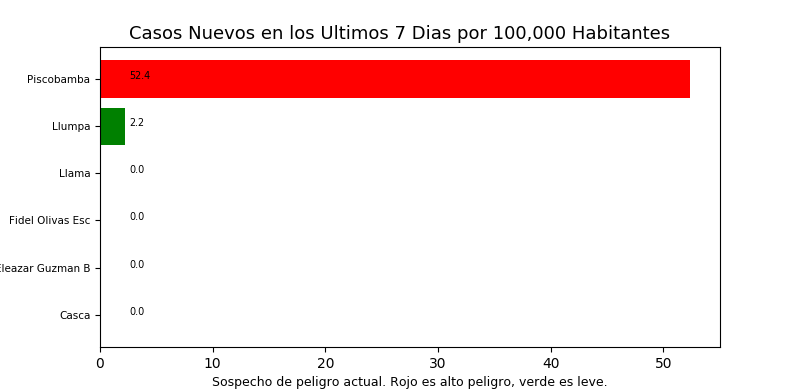 Casos Nuevos en los Ultimos 7 Dias por 100,000 Habitantes
Piscobamba 52.4
Llumpa 2.2
Llama 0.0
Fidel Olivas Esc 0.0
Eleazar Guzman B 0.0
Casca 0.0
0 10 20 30 40 50
Sospecho de peligro actual. Rojo es alto peligro, verde es leve.